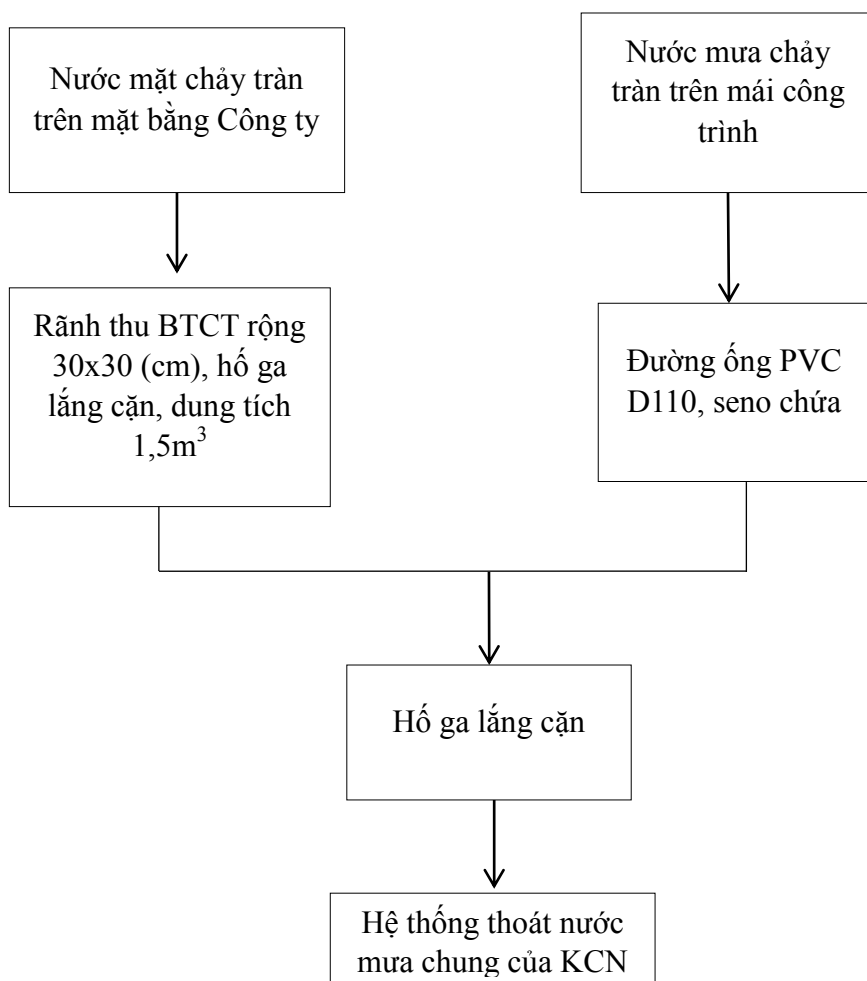 Nước mặt chảy tràn
trên mặt bằng Công ty
Nước mưa chảy
tràn trên mái công
trình
Rãnh thu BTCT rộng
30x30 (cm), hố ga
lắng cặn, dung tích
1,5m³
Đường ống PVC
D110, seno chứa
Hố ga lắng cặn
Hệ thống thoát nước
mưa chung của KCN